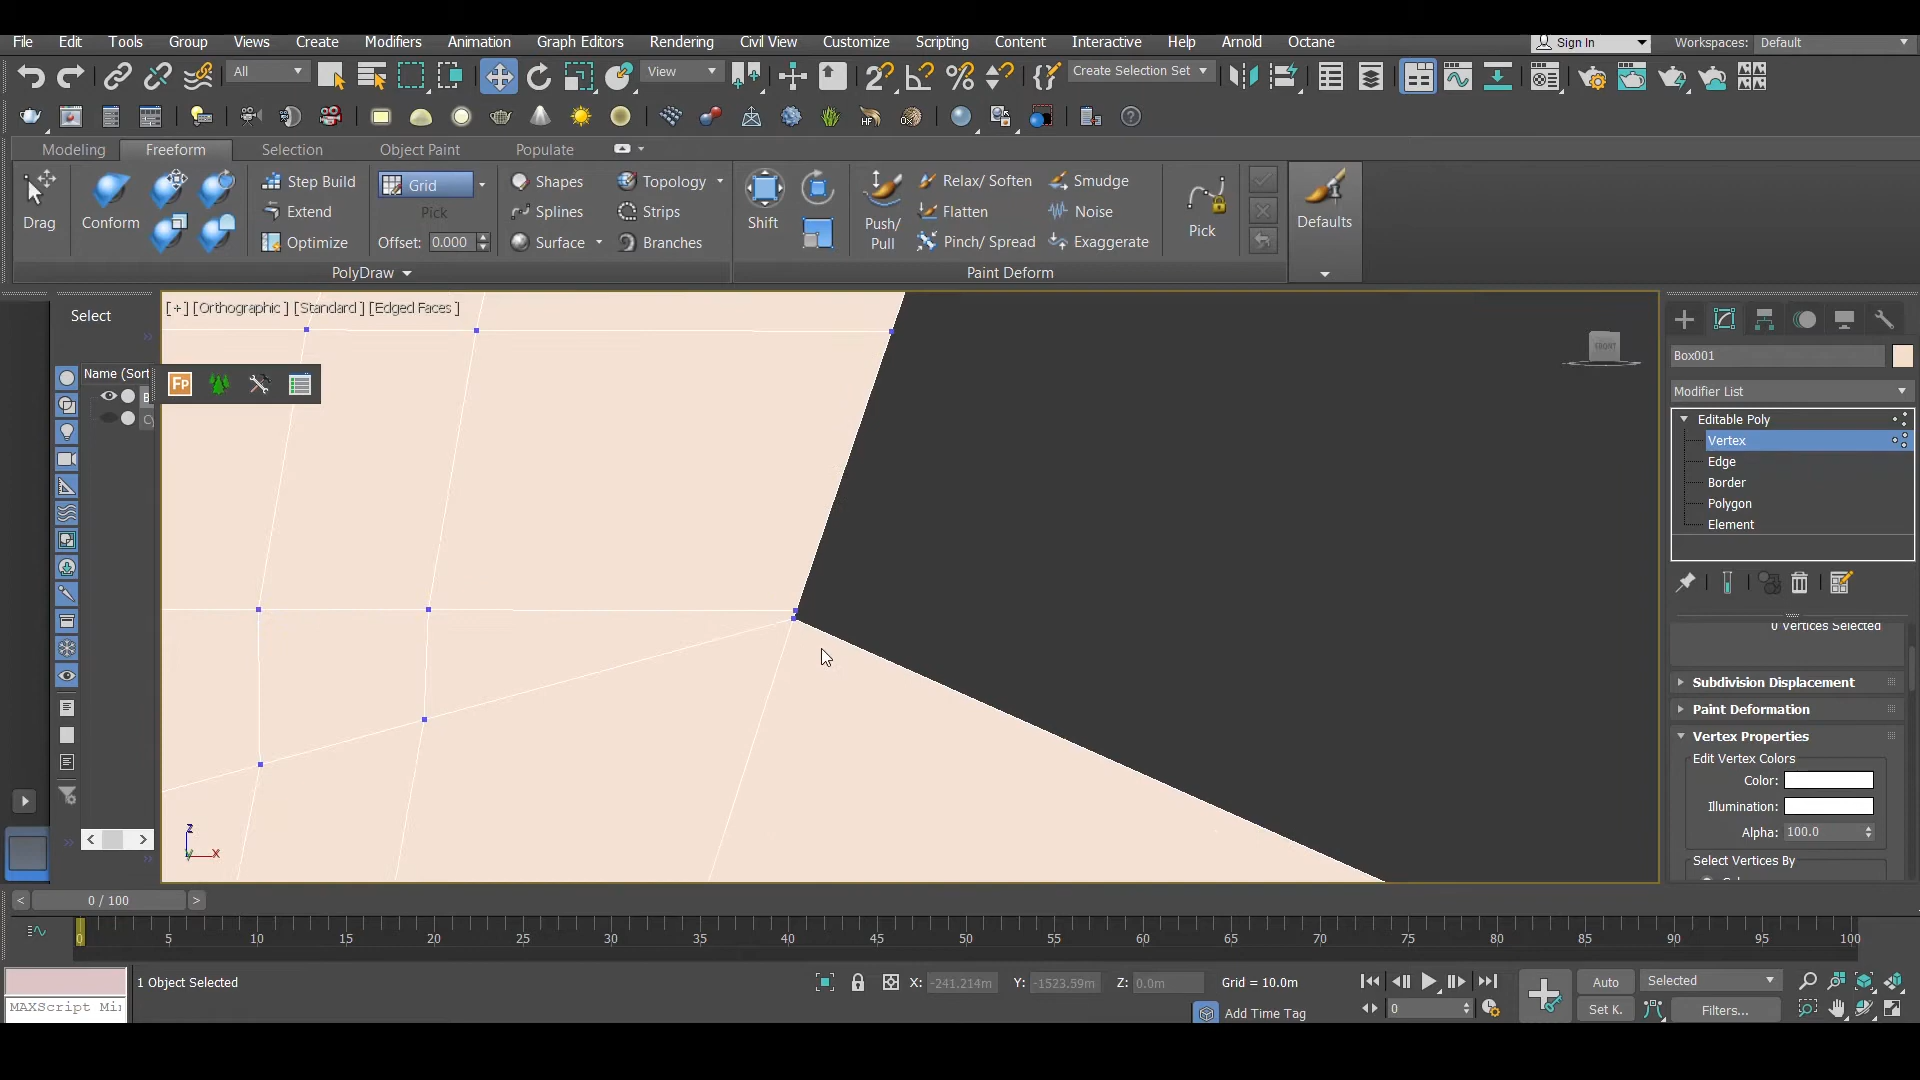 File Edit Tools Group Views Create Modifiers Animation Graph Editors Rendering Civil View Customize Scripting Content Interactive Help Arnold Octane Sign In Workspaces: Default
All View Create Selection Set
HF
Modeling Freeform Selection Object Paint Populate
Drag Conform Step Build Grid Shapes Topology Shift Push/ Pull Relax/Soften Smudge Pick Defaults
Extend Pick Splines Strips Flatten Noise
Optimize Offset: 0.000 Surface Branches Pinch/Spread Exaggerate
PolyDraw Paint Deform
Select
[+] [Orthographic] [Standard] [Edged Faces]
FRONT
Name (Sort
Fp
Box001
Modifier List
Editable Poly
Vertex
Edge
Border
Polygon
Element
0 Vertices Selected
Subdivision Displacement
Paint Deformation
Vertex Properties
Edit Vertex Colors
Color:
Illumination:
Alpha: 100.0
Select Vertices By
z
x
< 0 / 100 >
0 5 10 15 20 25 30 35 40 45 50 55 60 65 70 75 80 85 90 95 100
1 Object Selected X: -241.214m Y: -1523.59m Z: 0.0m Grid = 10.0m Auto Selected
MAXScript Mi Add Time Tag 0 Set K. Filters...